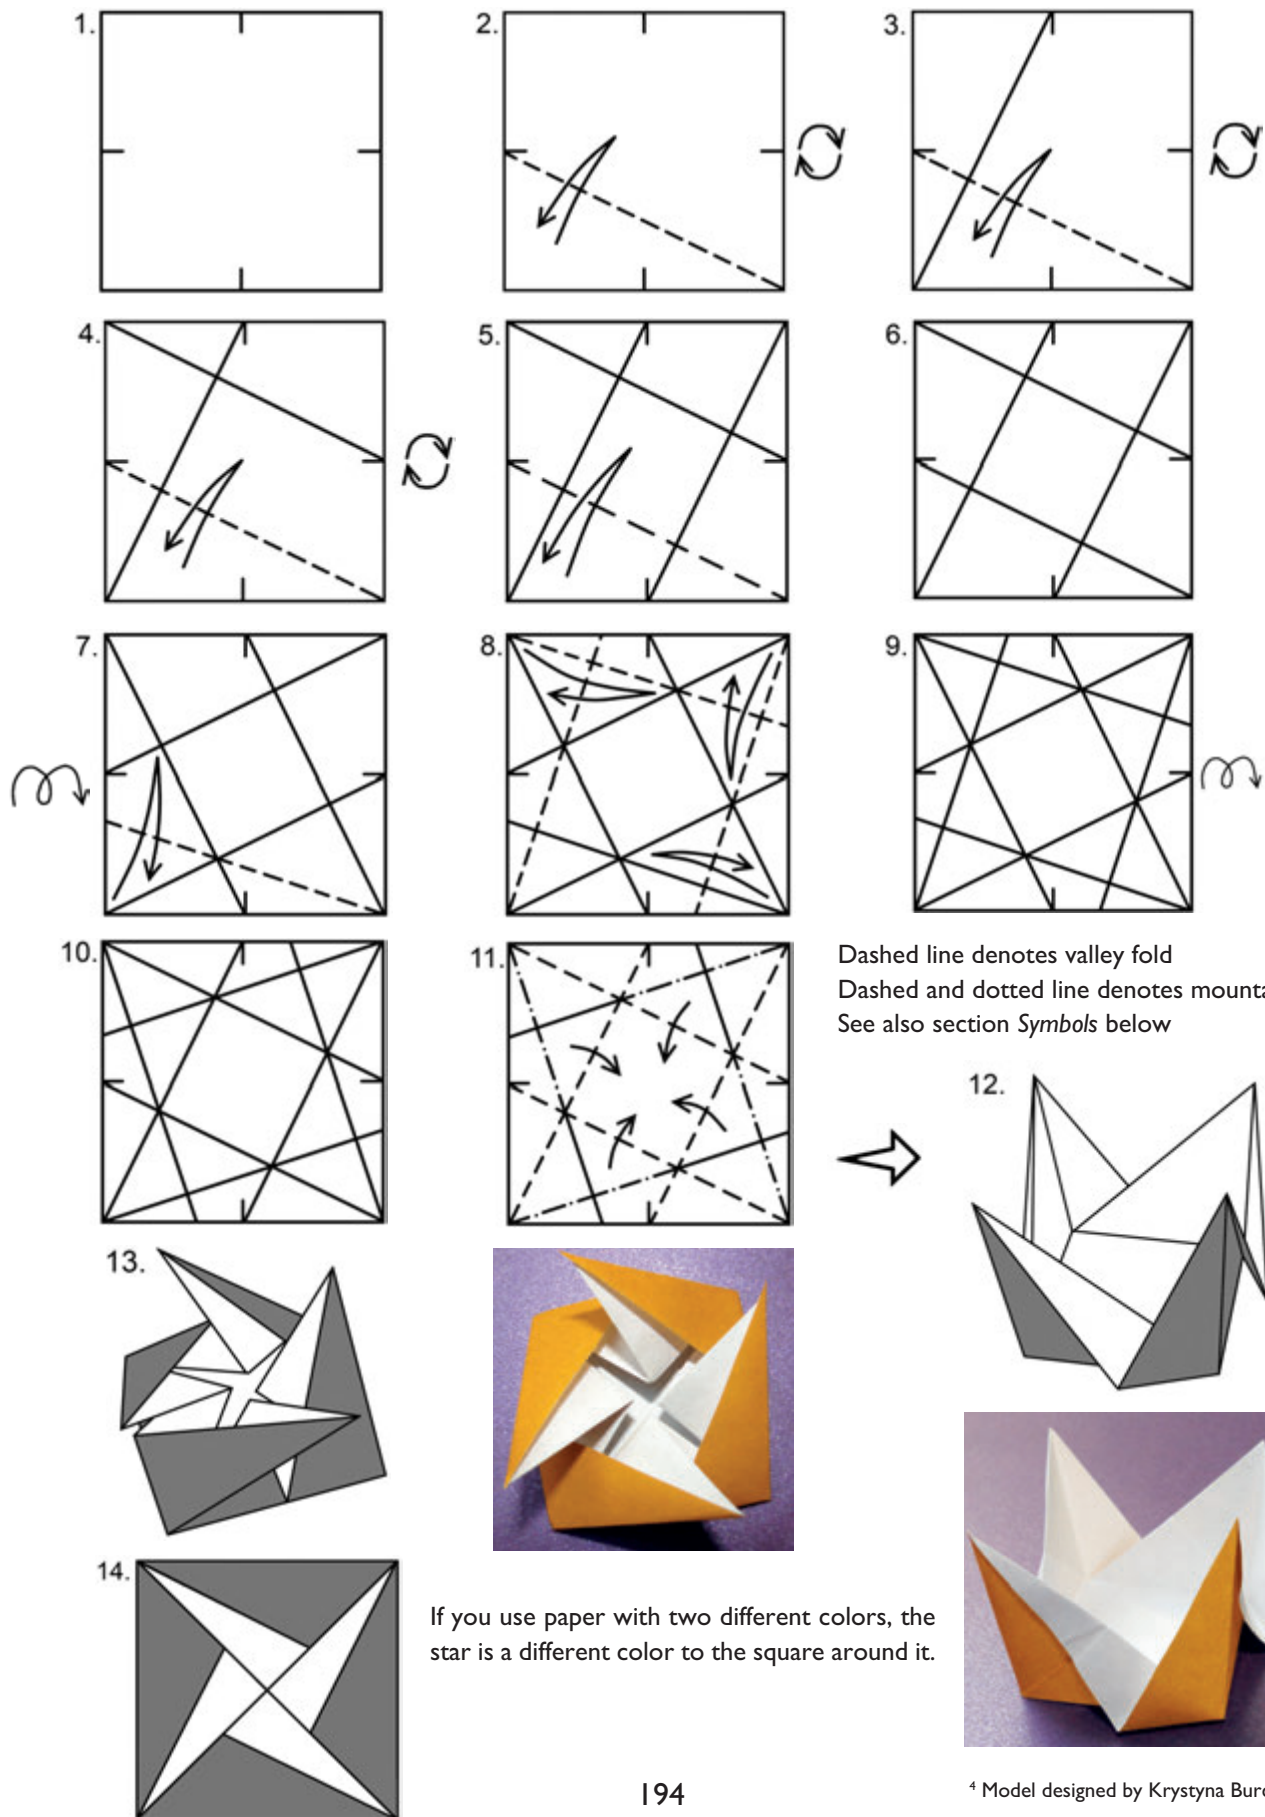 1.
2.
3.
4.
5.
6.
7.
8.
9.
10.
11.
Dashed line denotes valley fold
Dashed and dotted line denotes
See also section Symbols below
12.
13.
14.
If you use paper with two different colors, the
star is a different color to the square around it.
194
4 Model designed by Krystyna